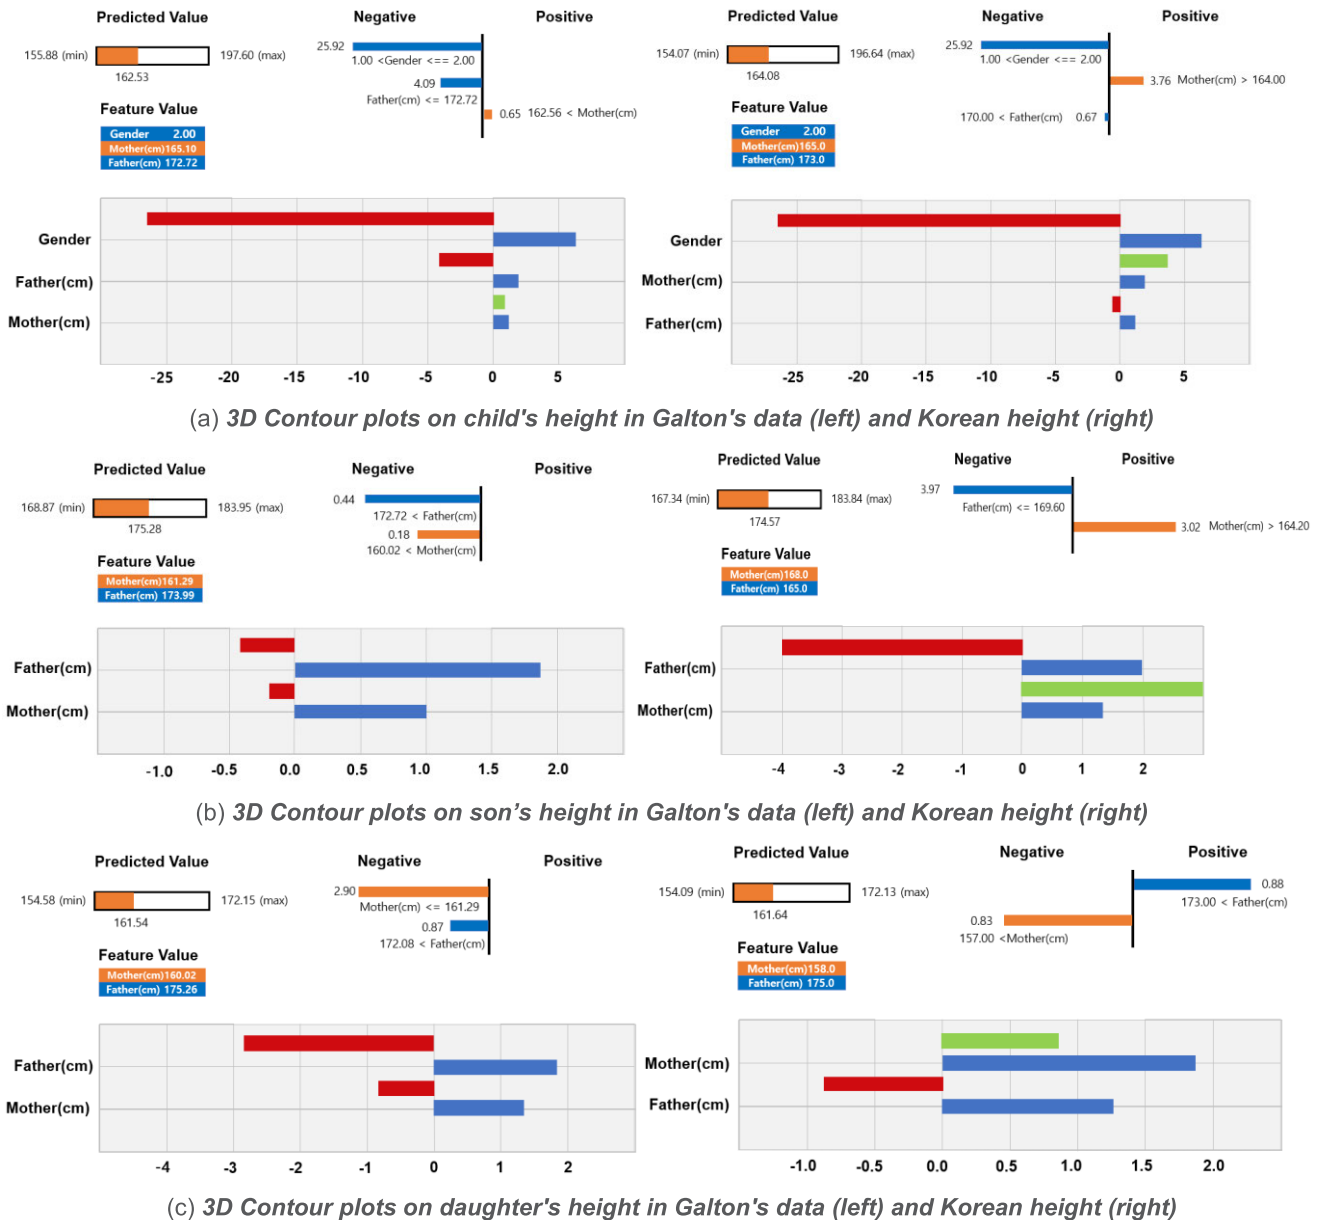 Predicted Value
Negative
Positive
155.88 (min)
197.60 (max)
162.53
25.92
1.00 <Gender <== 2.00
4.09
Father(cm) <= 172.72
0.65 162.56 < Mother(cm)
Feature Value
Gender 2.00
Mother(cm)165.10
Father(cm) 172.72
Gender
Father(cm)
Mother(cm)
-25 -20 -15 -10 -5 0 5
Predicted Value
Negative
Positive
154.07 (min)
196.64 (max)
164.08
25.92
1.00 <Gender <== 2.00
3.76 Mother(cm) > 164.00
170.00 < Father(cm) 0.67
Feature Value
Gender 2.00
Mother(cm)165.0
Father(cm) 173.0
Gender
Mother(cm)
Father(cm)
-25 -20 -15 -10 -5 0 5
(a) 3D Contour plots on child's height in Galton's data (left) and Korean height (right)
Predicted Value
Negative
Positive
168.87 (min)
183.95 (max)
175.28
0.44
172.72 < Father(cm)
0.18
160.02 < Mother(cm)
Feature Value
Mother(cm)161.29
Father(cm) 173.99
Father(cm)
Mother(cm)
-1.0 -0.5 0.0 0.5 1.0 1.5 2.0
Predicted Value
Negative
Positive
167.34 (min)
183.84 (max)
174.57
3.97
Father(cm) <= 169.60
3.02 Mother(cm) > 164.20
Feature Value
Mother(cm)168.0
Father(cm) 165.0
Father(cm)
Mother(cm)
-4 -3 -2 -1 0 1 2
(b) 3D Contour plots on son’s height in Galton's data (left) and Korean height (right)
Predicted Value
Negative
Positive
154.58 (min)
172.15 (max)
161.54
2.90
Mother(cm) <= 161.29
0.87
172.08 < Father(cm)
Feature Value
Mother(cm)160.02
Father(cm) 175.26
Father(cm)
Mother(cm)
-4 -3 -2 -1 0 1 2
Predicted Value
Negative
Positive
154.09 (min)
172.13 (max)
161.64
0.88
173.00 < Father(cm)
0.83
157.00 <Mother(cm)
Feature Value
Mother(cm)158.0
Father(cm) 175.0
Mother(cm)
Father(cm)
-1.0 -0.5 0.0 0.5 1.0 1.5 2.0
(c) 3D Contour plots on daughter's height in Galton's data (left) and Korean height (right)